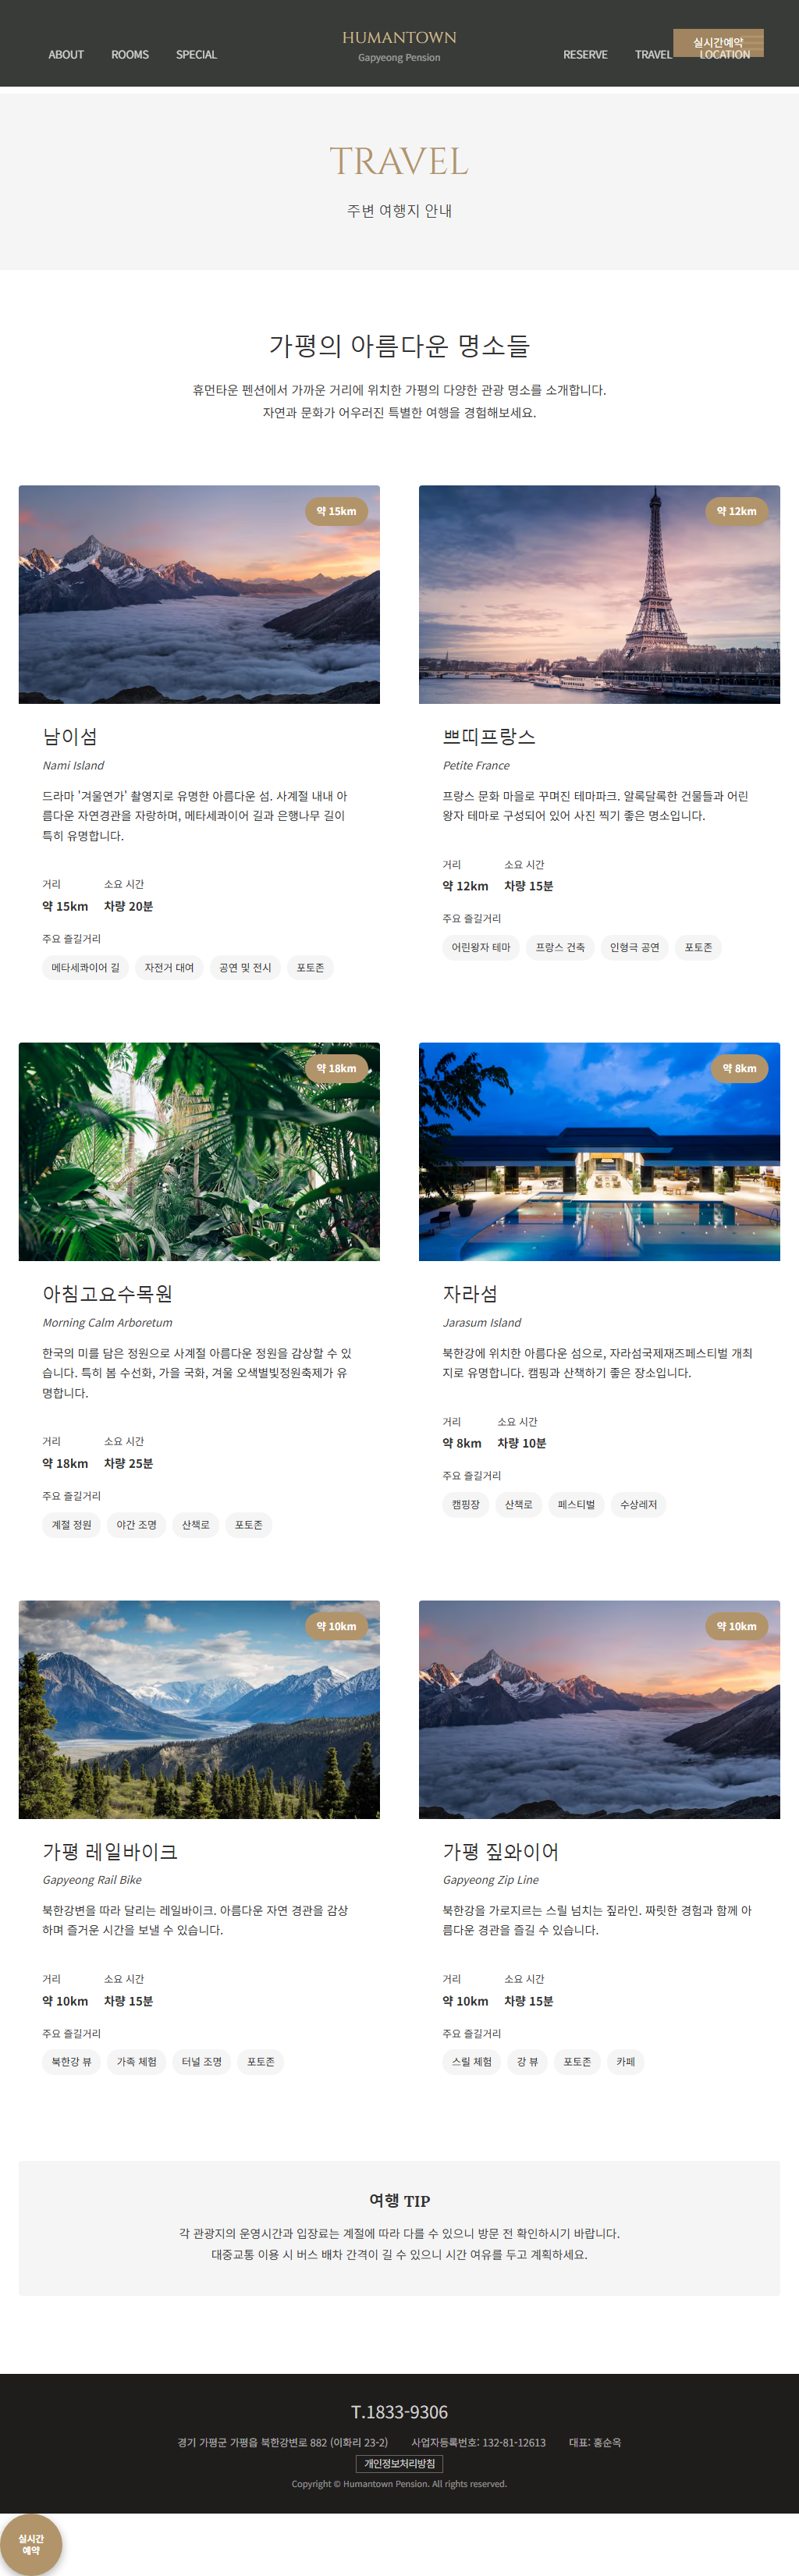 ABOUT ROOMS SPECIAL
HUMANTOWN
Gapyeong Pension
실시간예약
RESERVE TRAVEL LOCATION
TRAVEL
주변 여행지 안내
가평의 아름다운 명소들
휴먼타운 펜션에서 가까운 거리에 위치한 가평의 다양한 관광 명소를 소개합니다.
자연과 문화가 어우러진 특별한 여행을 경험해보세요.
약 15km
남이섬
Nami Island
드라마 '겨울연가' 촬영지로 유명한 아름다운 섬. 사계절 내내 아
름다운 자연경관을 자랑하며, 메타세콰이어 길과 은행나무 길이
특히 유명합니다.
거리 소요 시간
약 15km 차량 20분
주요 즐길거리
메타세콰이어 길 자전거 대여 공연 및 전시 포토존
약 12km
쁘띠프랑스
Petite France
프랑스 문화 마을로 꾸며진 테마파크. 알록달록한 건물들과 어린
왕자 테마로 구성되어 있어 사진 찍기 좋은 명소입니다.
거리 소요 시간
약 12km 차량 15분
주요 즐길거리
어린왕자 테마 프랑스 건축 인형극 공연 포토존
약 18km
아침고요수목원
Morning Calm Arboretum
한국의 미를 담은 정원으로 사계절 아름다운 정원을 감상할 수 있
습니다. 특히 봄 수선화, 가을 국화, 겨울 오색별빛정원축제가 유
명합니다.
거리 소요 시간
약 18km 차량 25분
주요 즐길거리
계절 정원 야간 조명 산책로 포토존
약 8km
자라섬
Jarasum Island
북한강에 위치한 아름다운 섬으로, 자라섬국제재즈페스티벌 개최
지로 유명합니다. 캠핑과 산책하기 좋은 장소입니다.
거리 소요 시간
약 8km 차량 10분
주요 즐길거리
캠핑장 산책로 페스티벌 수상레저
약 10km
가평 레일바이크
Gapyeong Rail Bike
북한강변을 따라 달리는 레일바이크. 아름다운 자연 경관을 감상
하며 즐거운 시간을 보낼 수 있습니다.
거리 소요 시간
약 10km 차량 15분
주요 즐길거리
북한강 뷰 가족 체험 터널 조명 포토존
약 10km
가평 짚와이어
Gapyeong Zip Line
북한강을 가로지르는 스릴 넘치는 짚라인. 짜릿한 경험과 함께 아
름다운 경관을 즐길 수 있습니다.
거리 소요 시간
약 10km 차량 15분
주요 즐길거리
스릴 체험 강 뷰 포토존 카페
여행 TIP
각 관광지의 운영시간과 입장료는 계절에 따라 다를 수 있으니 방문 전 확인하시기 바랍니다.
대중교통 이용 시 버스 배차 간격이 길 수 있으니 시간 여유를 두고 계획하세요.
T.1833-9306
경기 가평군 가평읍 북한강변로 882 (이화리 23-2) 사업자등록번호: 132-81-12613 대표: 홍순옥
개인정보처리방침
Copyright © Humantown Pension. All rights reserved.
실시간
예약